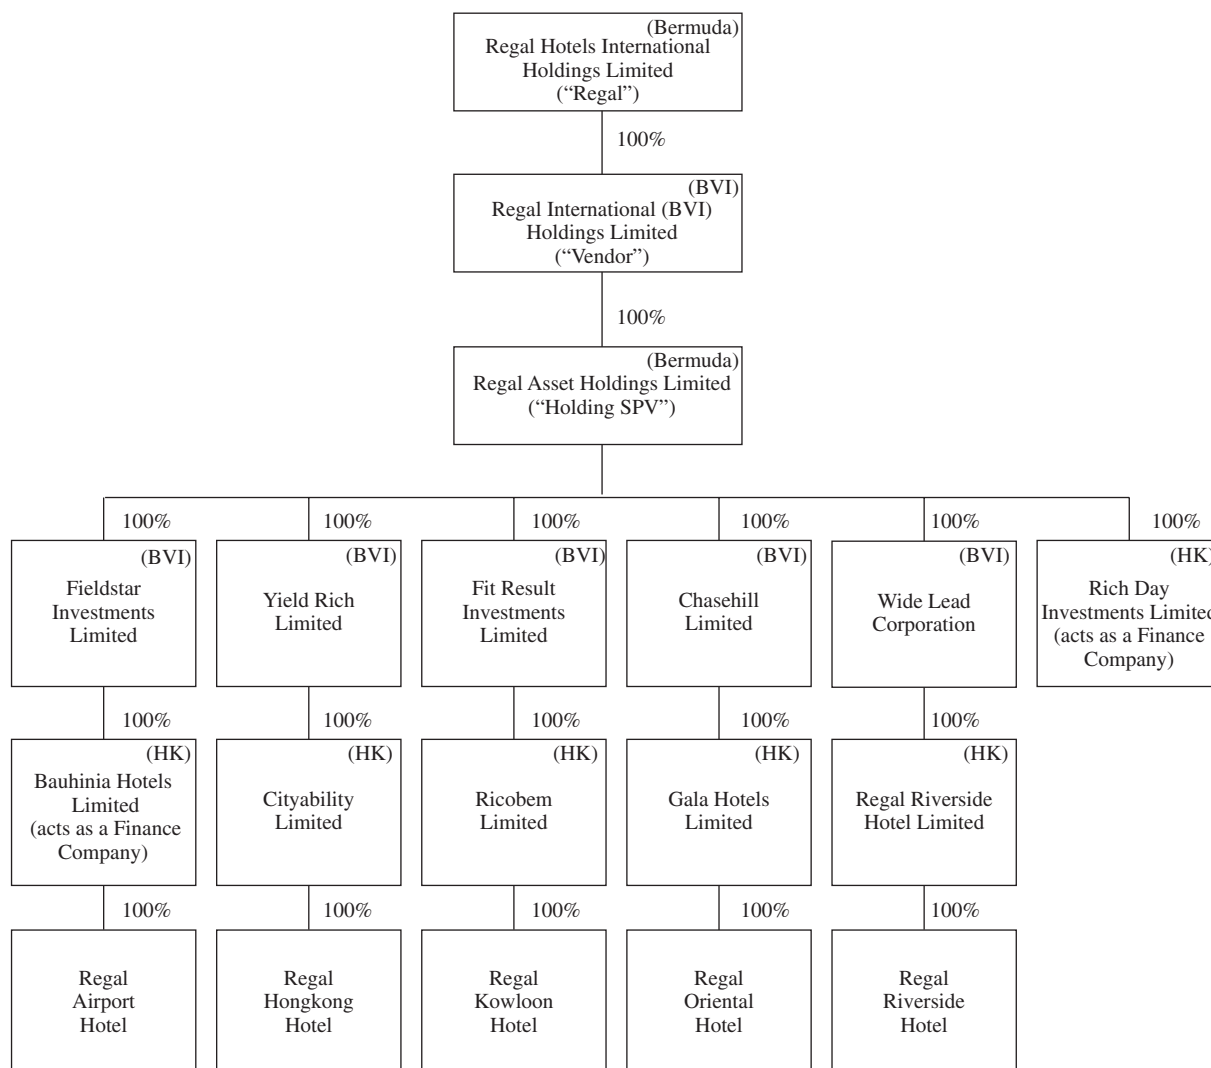 (Bermuda)
Regal Hotels International
Holdings Limited
(“Regal”)
100%
(BVI)
Regal International (BVI)
Holdings Limited
(“Vendor”)
100%
(Bermuda)
Regal Asset Holdings Limited
(“Holding SPV”)
100%
(BVI)
Fieldstar
Investments
Limited
100%
(BVI)
Yield Rich
Limited
100%
(BVI)
Fit Result
Investments
Limited
100%
(BVI)
Chasehill
Limited
100%
(BVI)
Wide Lead
Corporation
100%
(HK)
Rich Day
Investments Limited
(acts as a Finance
Company)
100%
(HK)
Bauhinia Hotels
Limited
(acts as a Finance
Company)
100%
(HK)
Cityability
Limited
100%
(HK)
Ricobem
Limited
100%
(HK)
Gala Hotels
Limited
100%
(HK)
Regal Riverside
Hotel Limited
100%
Regal
Airport
Hotel
100%
Regal
Hongkong
Hotel
100%
Regal
Kowloon
Hotel
100%
Regal
Oriental
Hotel
100%
Regal
Riverside
Hotel